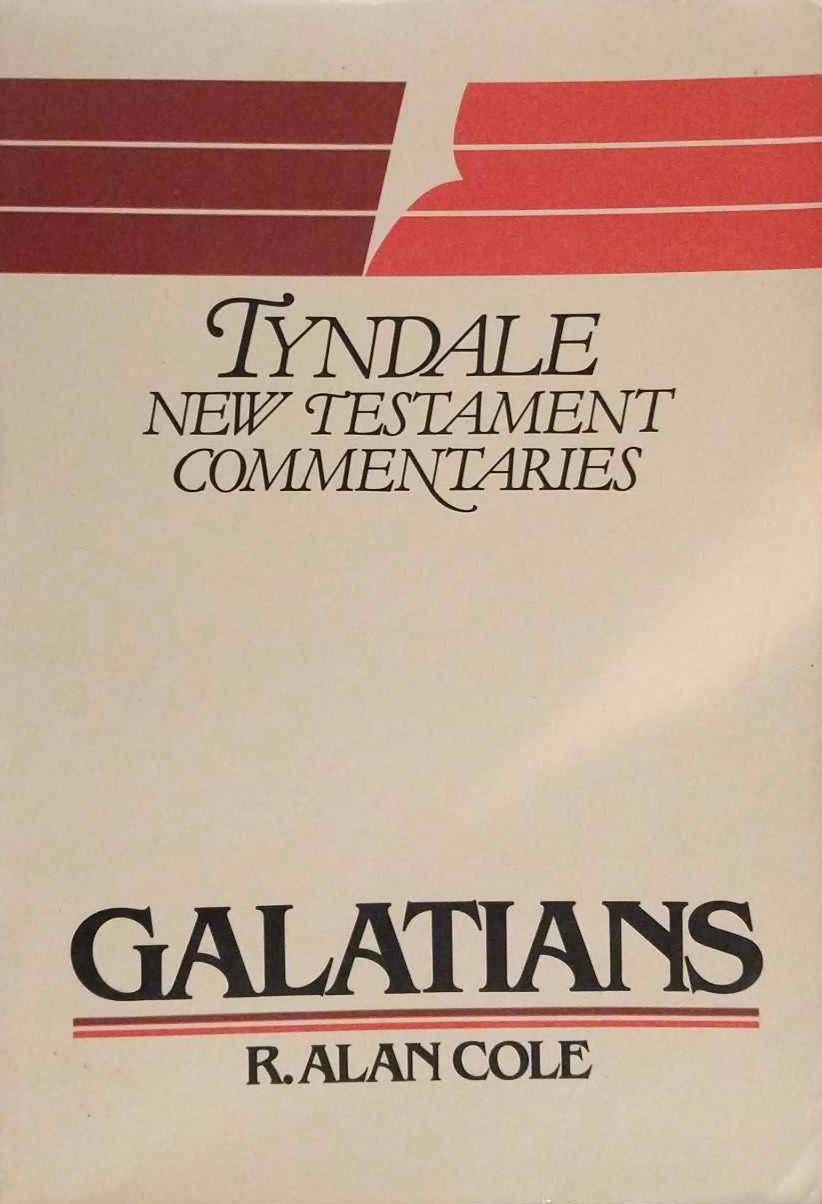 TYNDALE
NEW TESTAMENT
COMMENTARIES
GALATIANS
R. ALAN COLE